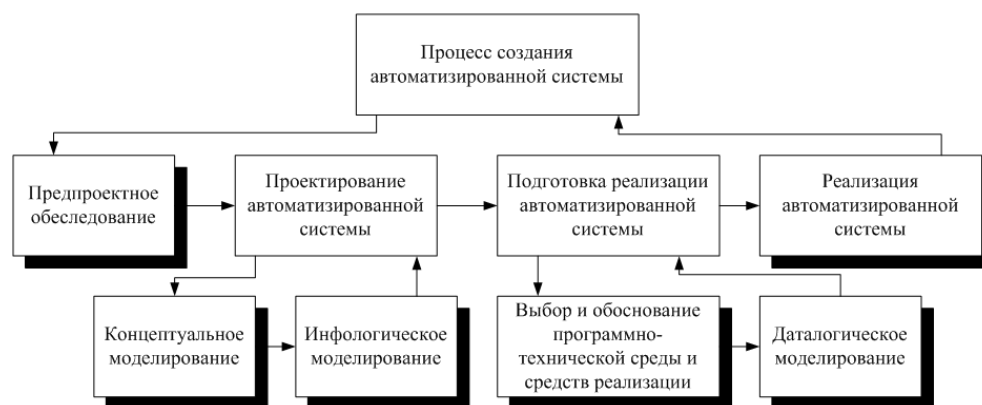 Процесс создания
автоматизированной системы
Предпроектное
обеследование
Проектирование
автоматизированной
системы
Подготовка реализации
автоматизированной
системы
Реализация
автоматизированной
системы
Концептуальное
моделирование
Инфологическое
моделирование
Выбор и обоснование
программно-
технической среды и
средств реализации
Даталогическое
моделирование